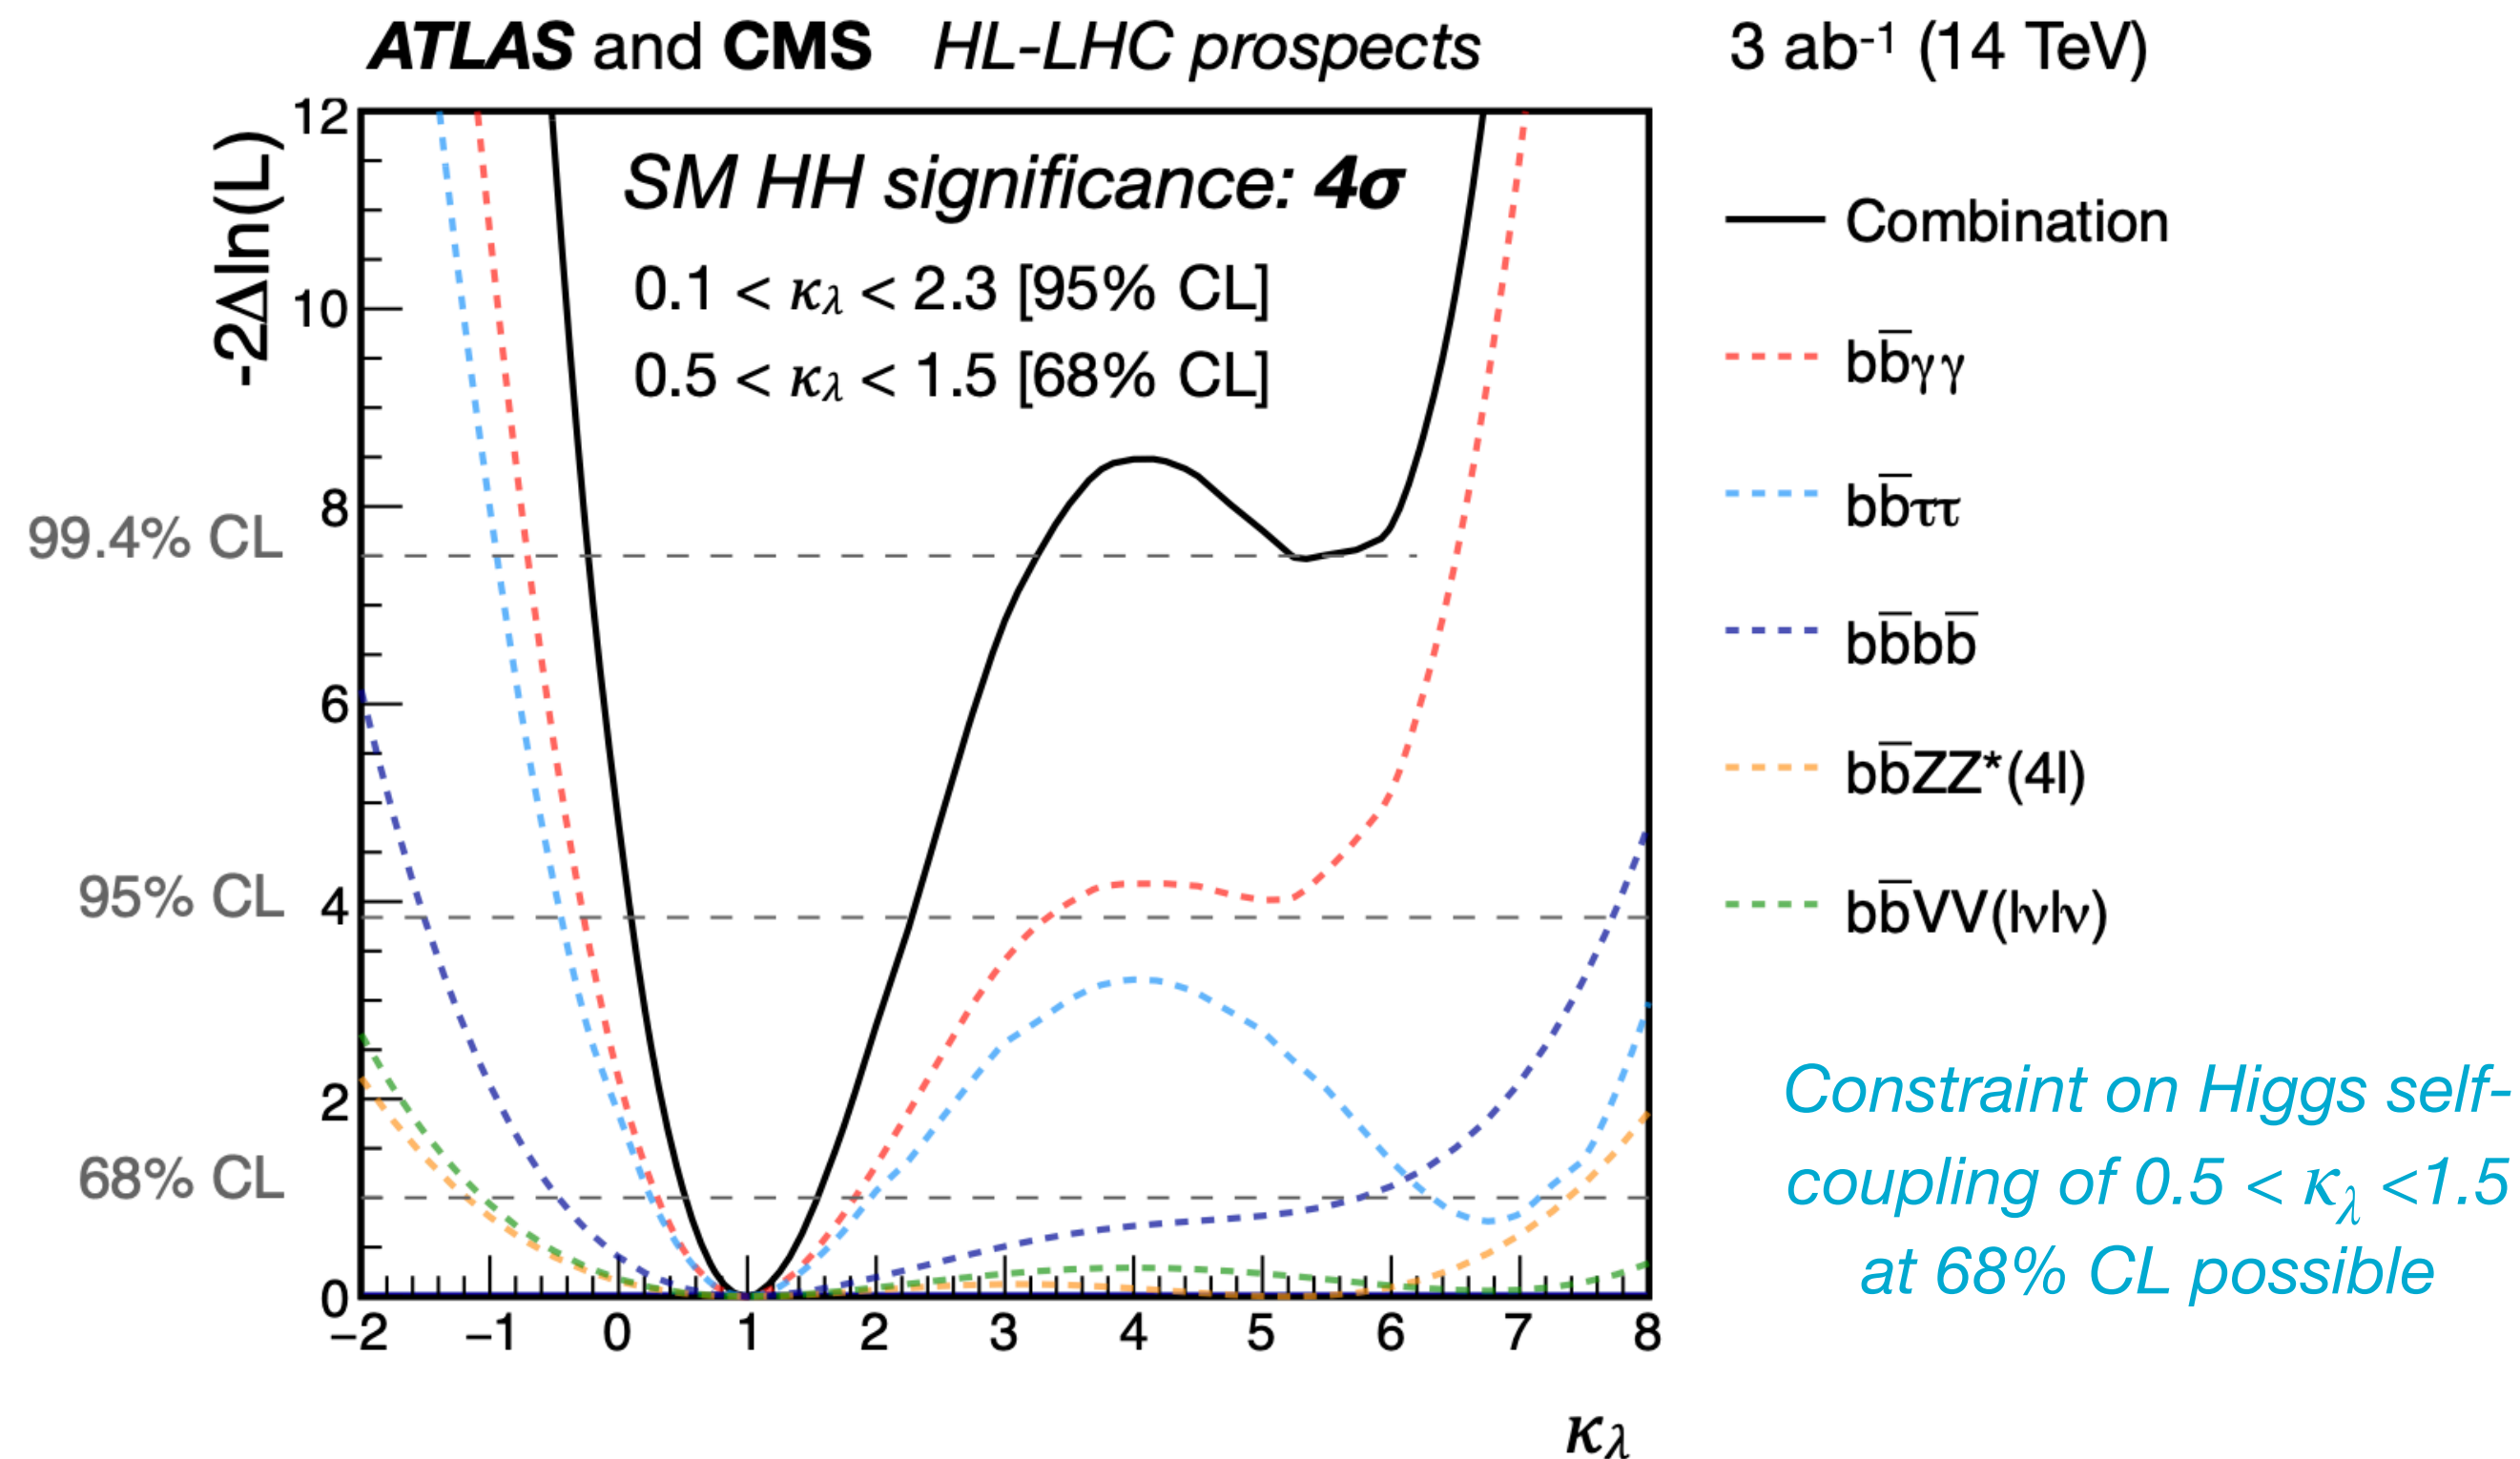 ATLAS and CMS HL-LHC prospects 3 ab⁻¹ (14 TeV)
-2Δln(L)
12
10
8
6
4
2
0
99.4% CL
95% CL
68% CL
SM HH significance: 4σ
0.1 < κλ < 2.3 [95% CL]
0.5 < κλ < 1.5 [68% CL]
−2 −1 0 1 2 3 4 5 6 7 8
κλ
Combination
bb̅γγ
bb̅ττ
bb̅bb̅
bb̅ZZ*(4l)
bb̅VV(lνlν)
Constraint on Higgs self-
coupling of 0.5 < κλ <1.5
at 68% CL possible